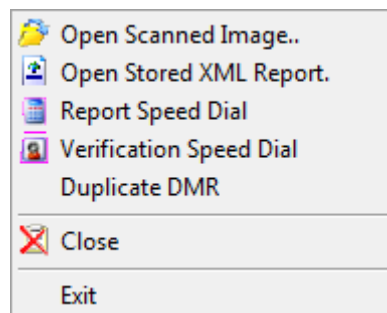 Open Scanned Image..
Open Stored XML Report.
Report Speed Dial
Verification Speed Dial
Duplicate DMR
Close
Exit